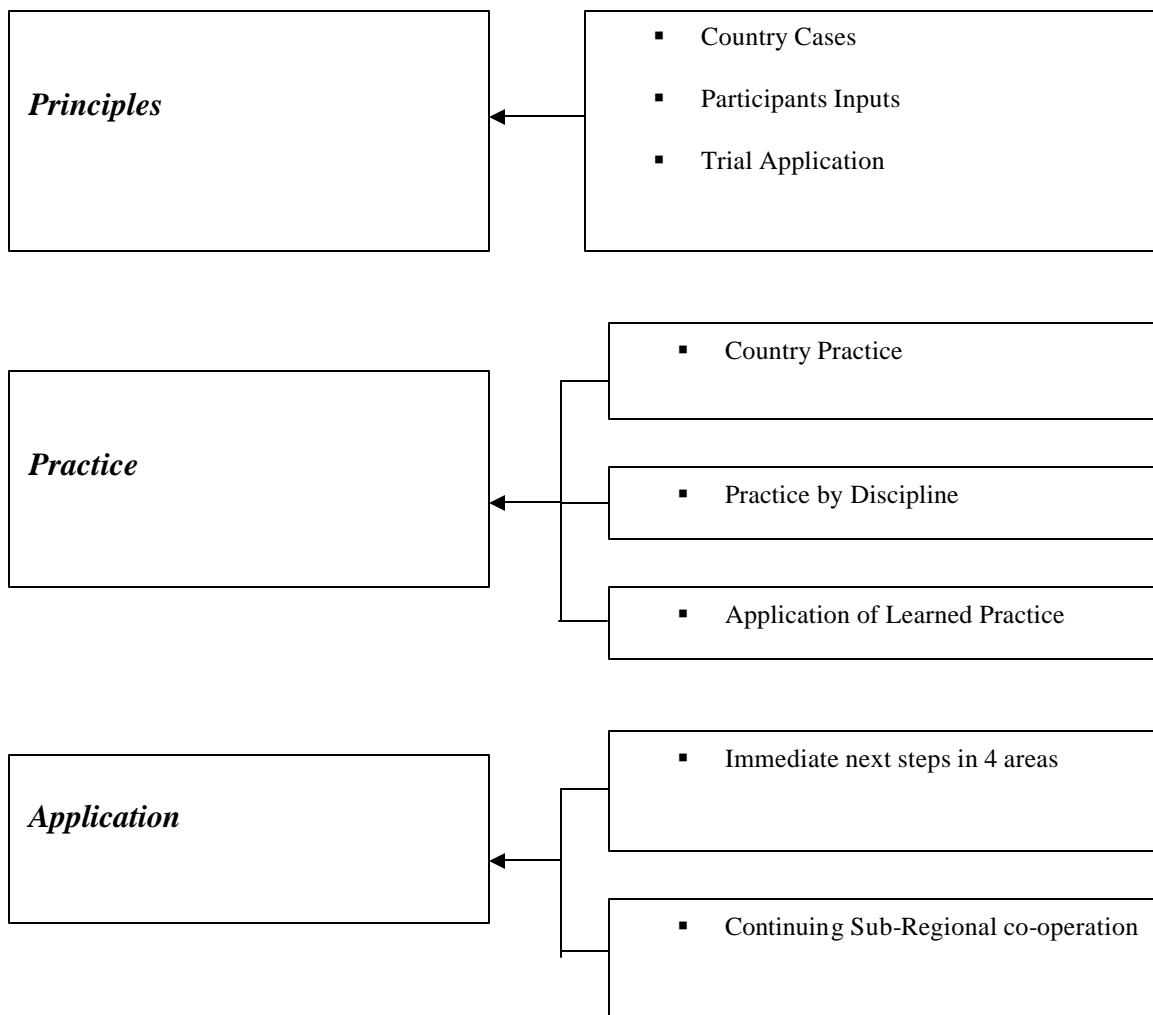 Principles
▪ Country Cases
▪ Participants Inputs
▪ Trial Application
Practice
▪ Country Practice
▪ Practice by Discipline
▪ Application of Learned Practice
Application
▪ Immediate next steps in 4 areas
▪ Continuing Sub-Regional co-operation